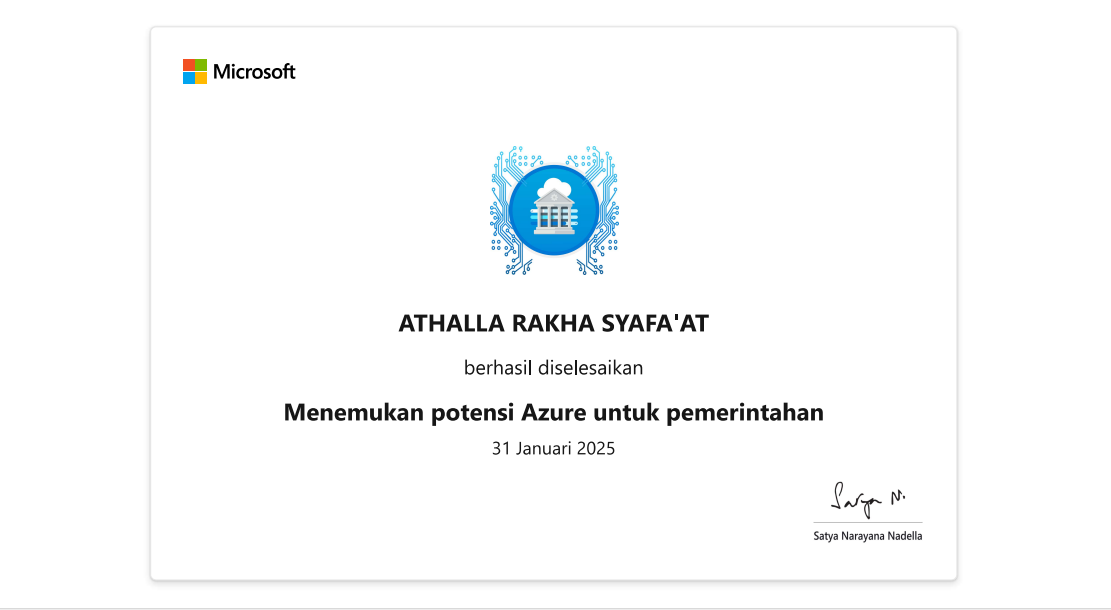 Microsoft
ATHALLA RAKHA SYAFA'AT
berhasil diselesaikan
Menemukan potensi Azure untuk pemerintahan
31 Januari 2025
Satya N.
Satya Narayana Nadella